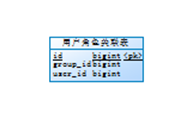 用户角色关联表
id bigint <pk>
group_id bigint
user_id bigint